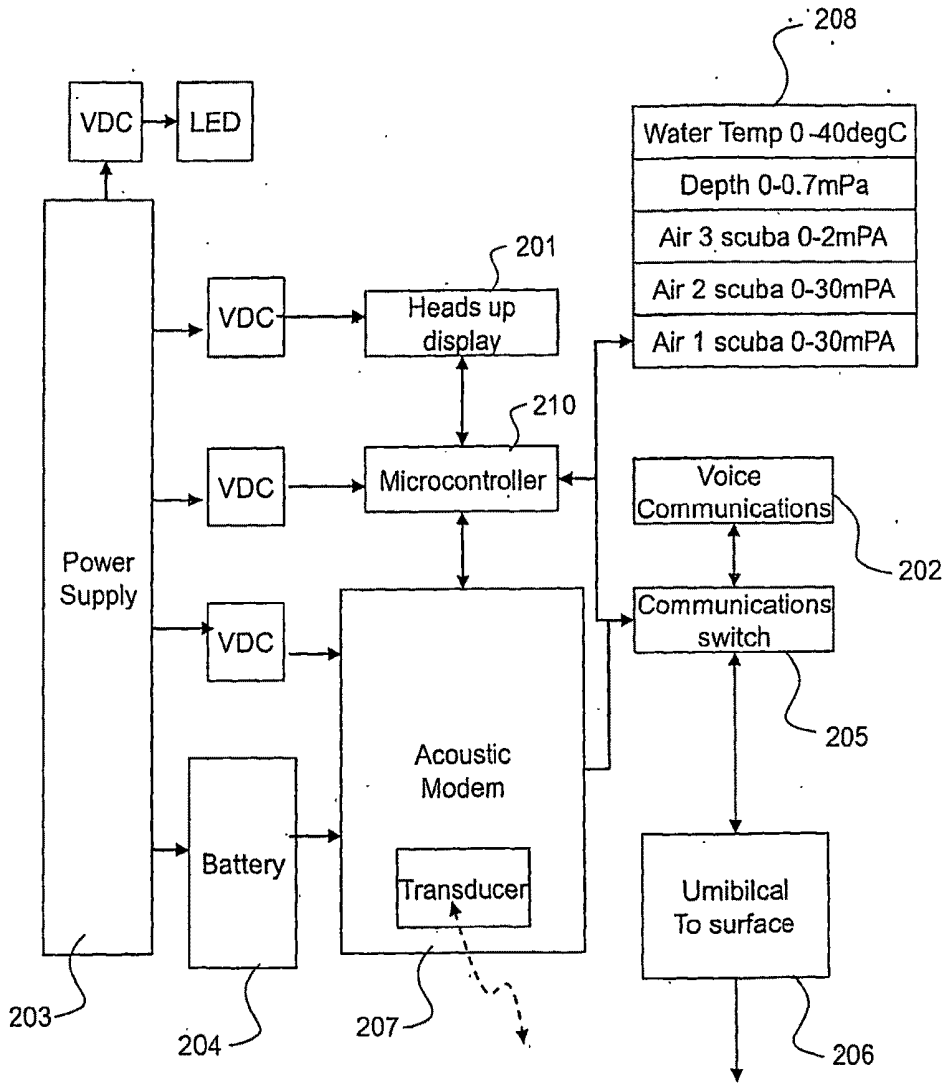 208
VDC
LED
Water Temp 0-40degC
Depth 0-0.7mPa
Air 3 scuba 0-2mPA
Air 2 scuba 0-30mPA
Air 1 scuba 0-30mPA
201
VDC
Heads up
display
210
VDC
Microcontroller
Voice
Communications
202
Power
Supply
VDC
Communications
switch
205
Acoustic
Modem
Battery
Transducer
Umibilcal
To surface
203
204
207
206